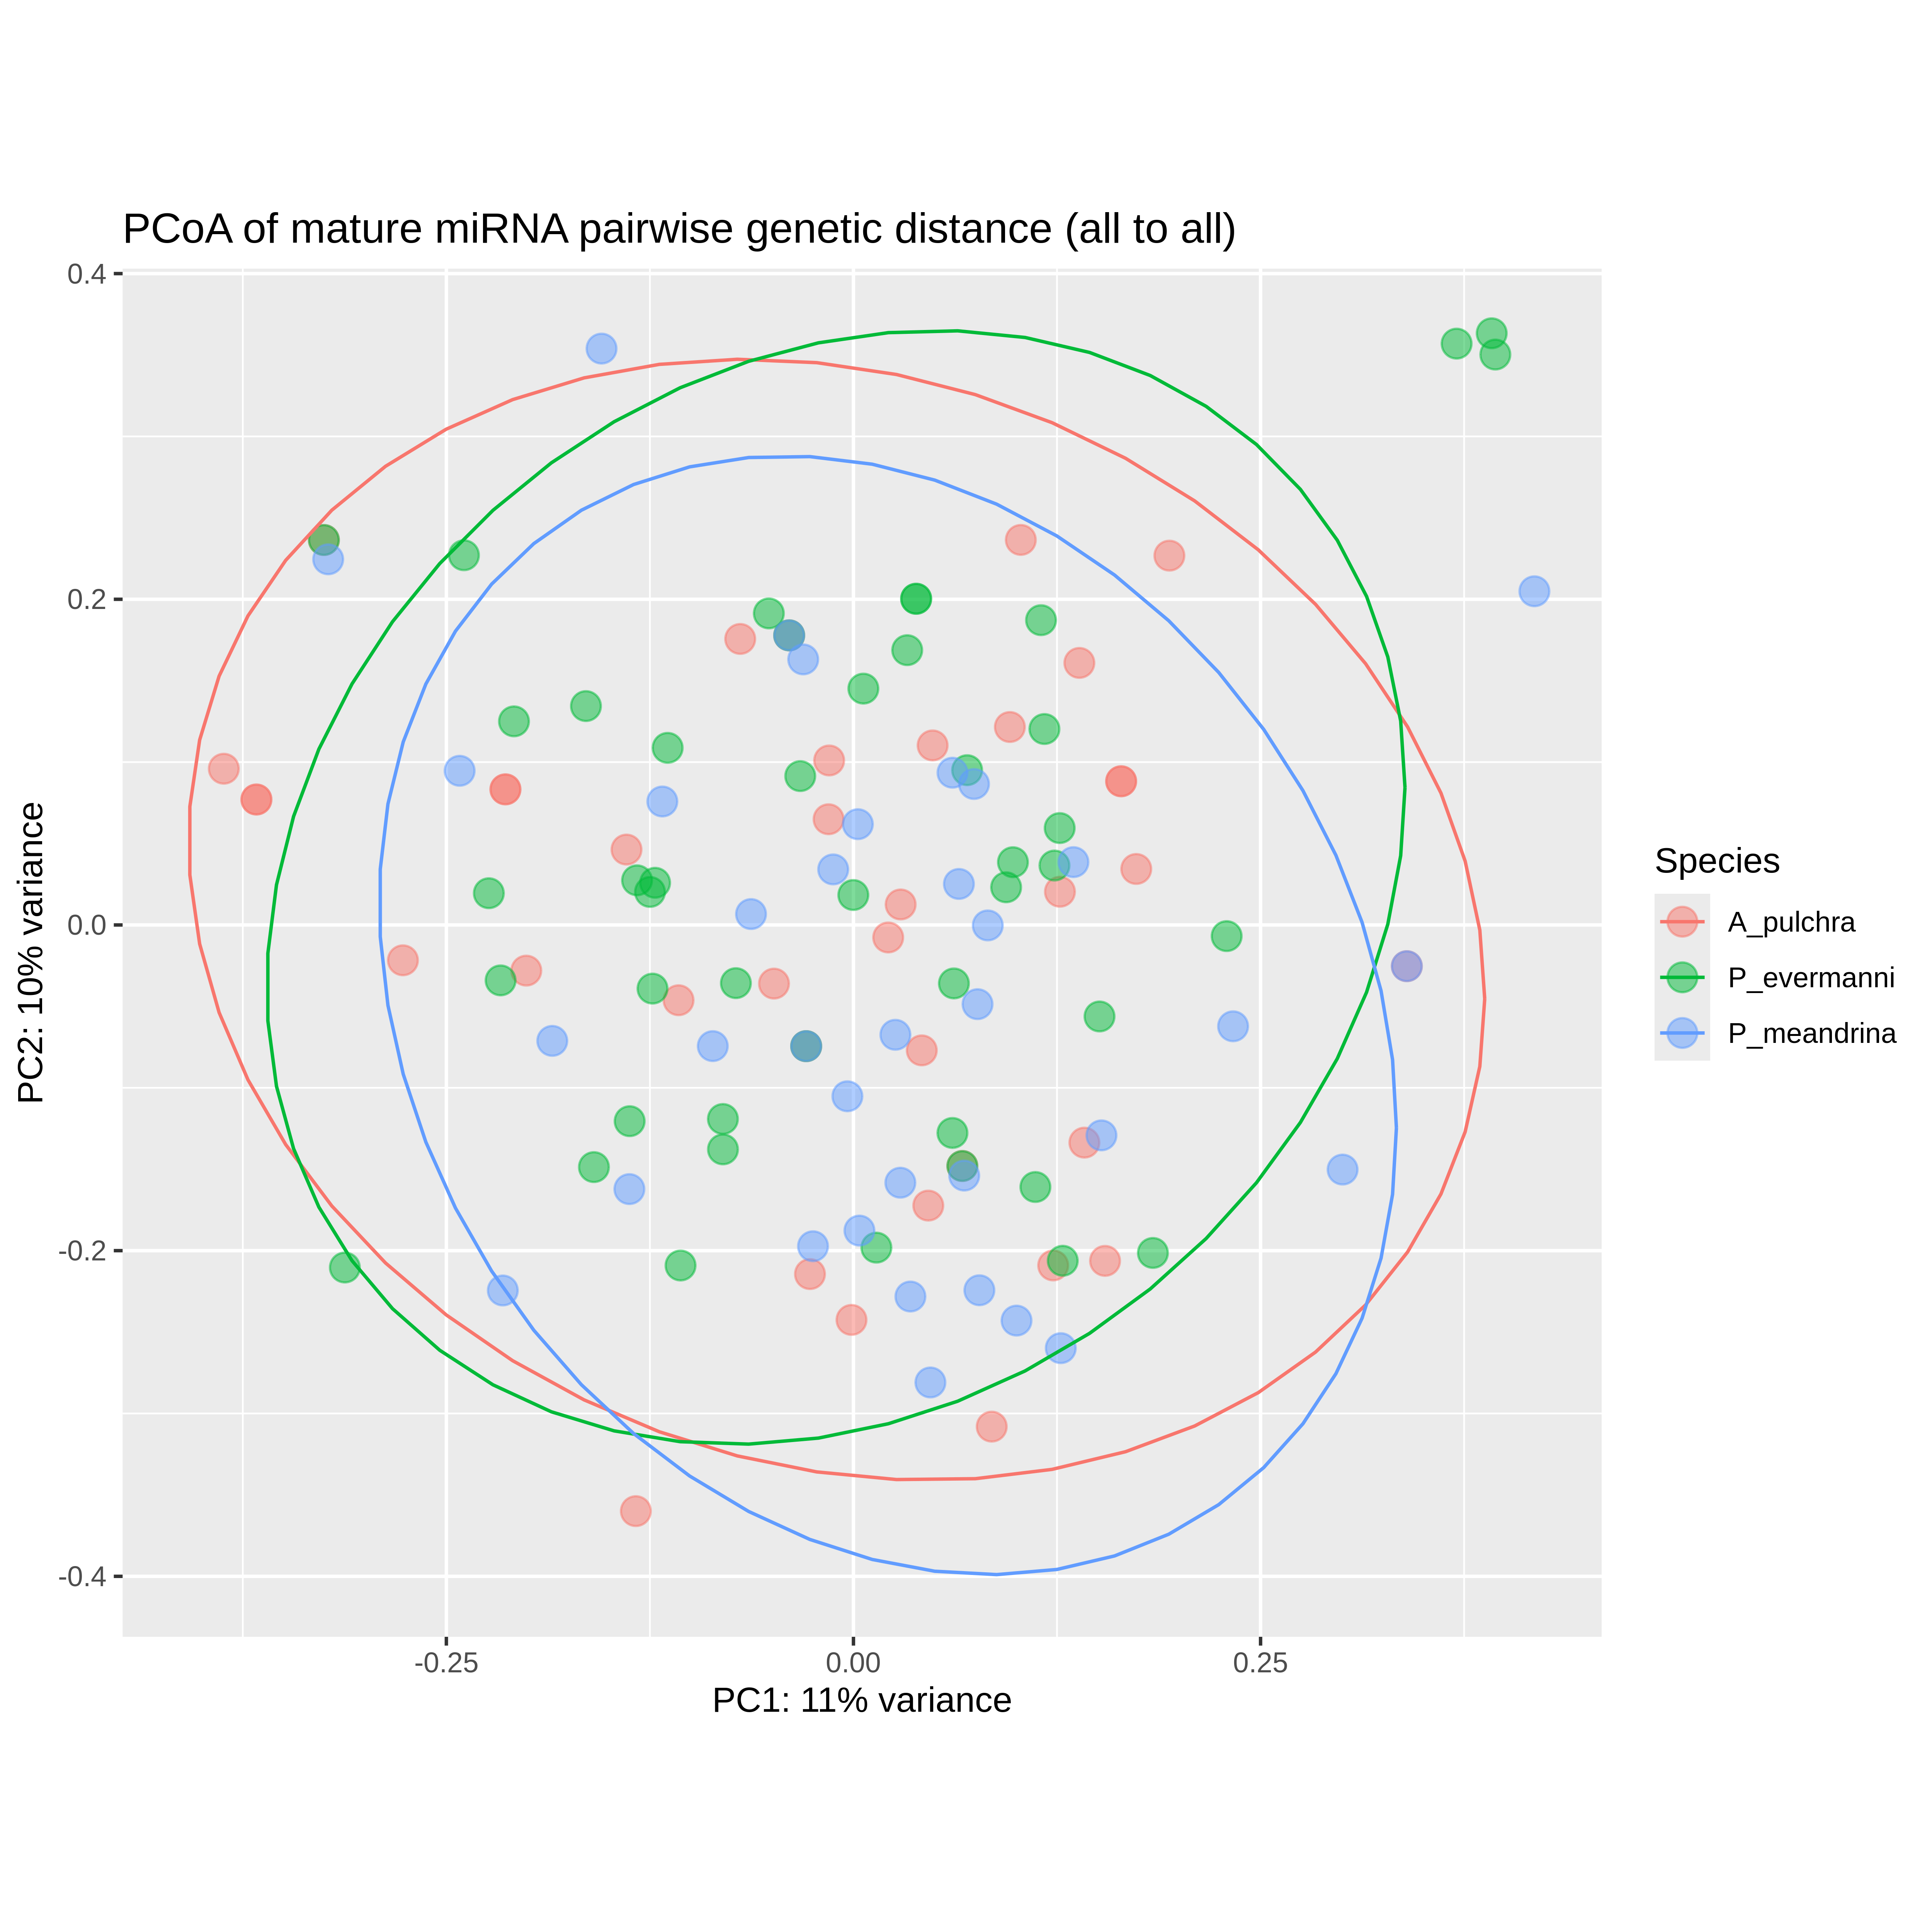 PCoA of mature miRNA pairwise genetic distance (all to all)
0.4
0.2
0.0
-0.2
-0.4
PC2: 10% variance
-0.25
0.00
0.25
PC1: 11% variance
Species
A_pulchra
P_evermanni
P_meandrina